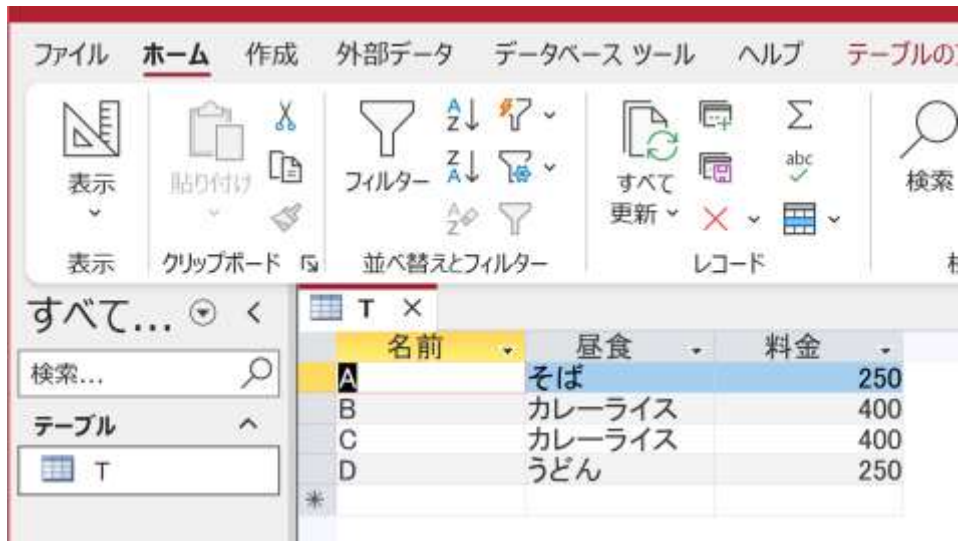 ファイル ホーム 作成 外部データ データベース ツール ヘルプ テーブルの
表示 貼り付け フィルター すべて 更新 abc 検索
表示 クリップボード 並べ替えとフィルター レコード
すべて...
検索...
テーブル
T
T
名前 昼食 料金
A そば 250
B カレーライス 400
C カレーライス 400
D うどん 250